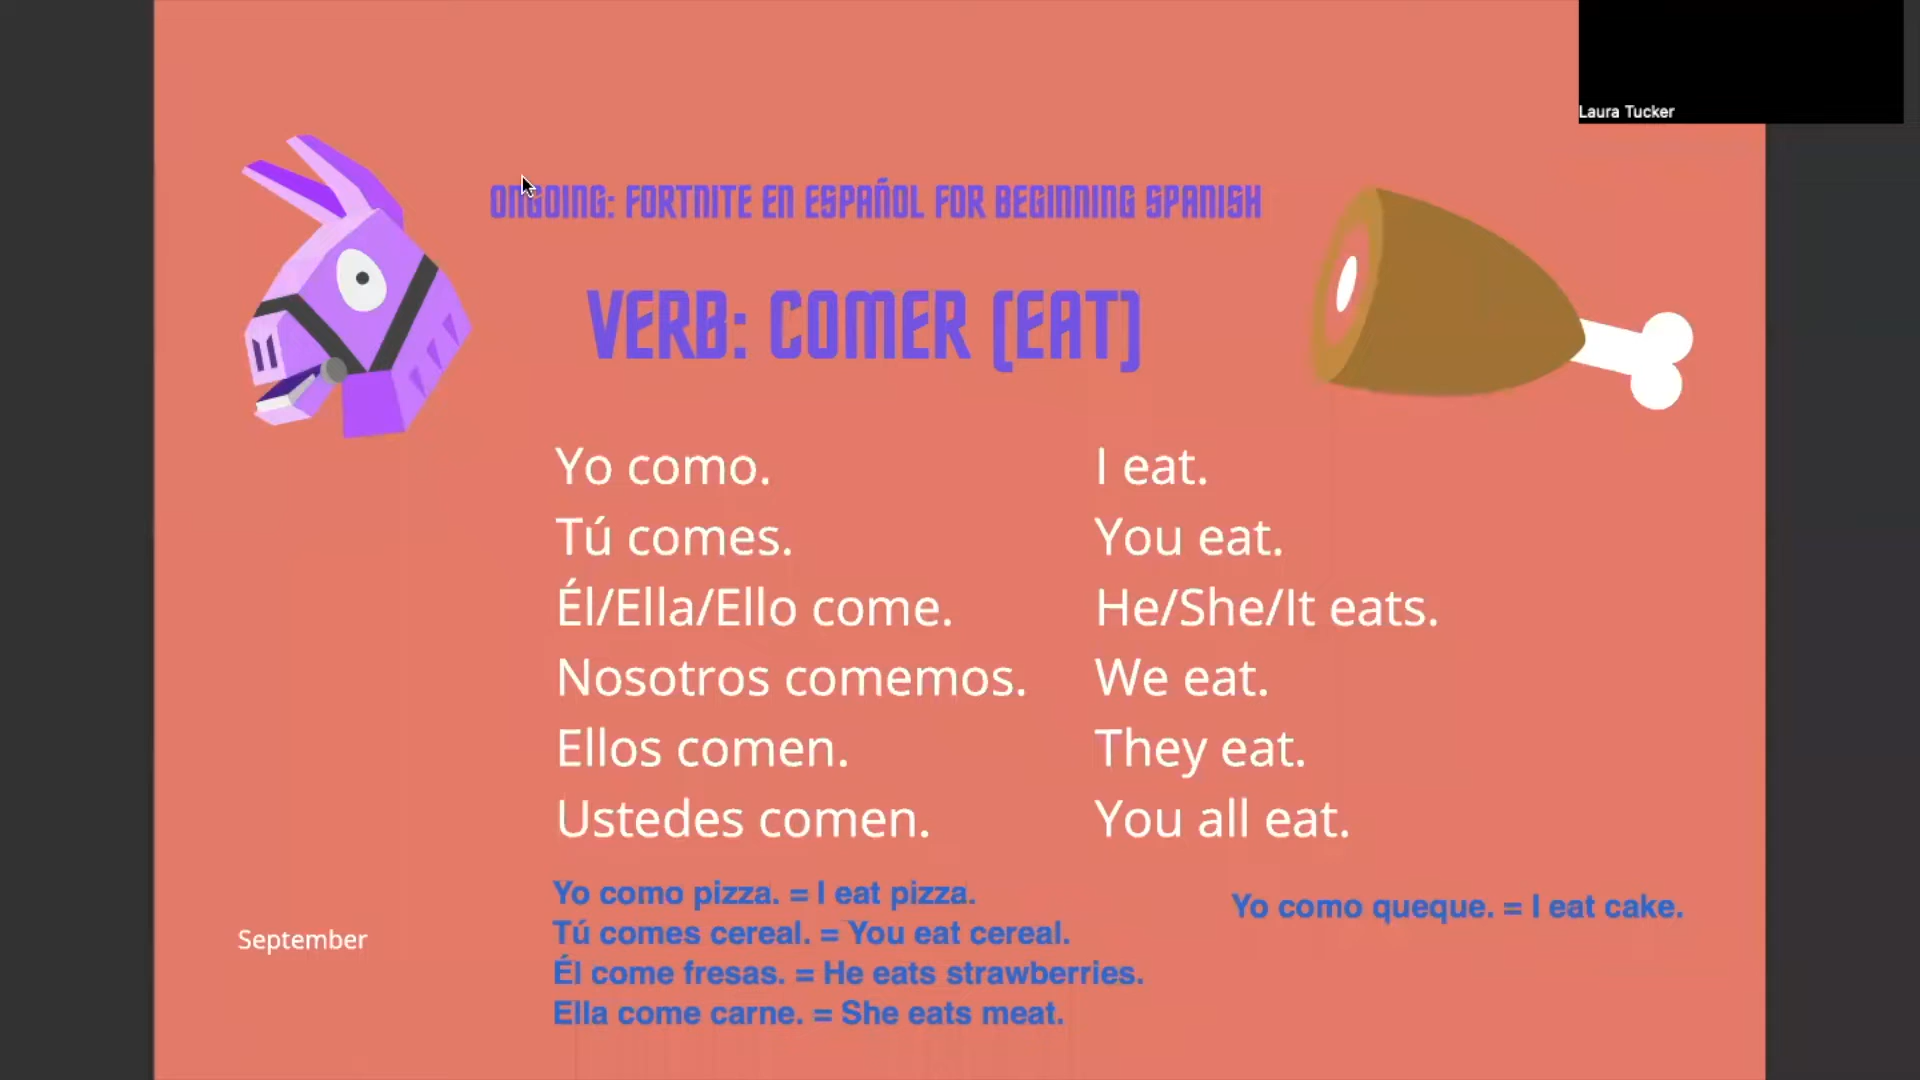 Laura Tucker
ONGOING: FORTNITE EN ESPAÑOL FOR BEGINNING SPANISH
VERB: COMER (EAT)
Yo como. I eat.
Tú comes. You eat.
Él/Ella/Ello come. He/She/It eats.
Nosotros comemos. We eat.
Ellos comen. They eat.
Ustedes comen. You all eat.
Yo como pizza. = I eat pizza.
Tú comes cereal. = You eat cereal.
Él come fresas. = He eats strawberries.
Ella come carne. = She eats meat.
Yo como queque. = I eat cake.
September